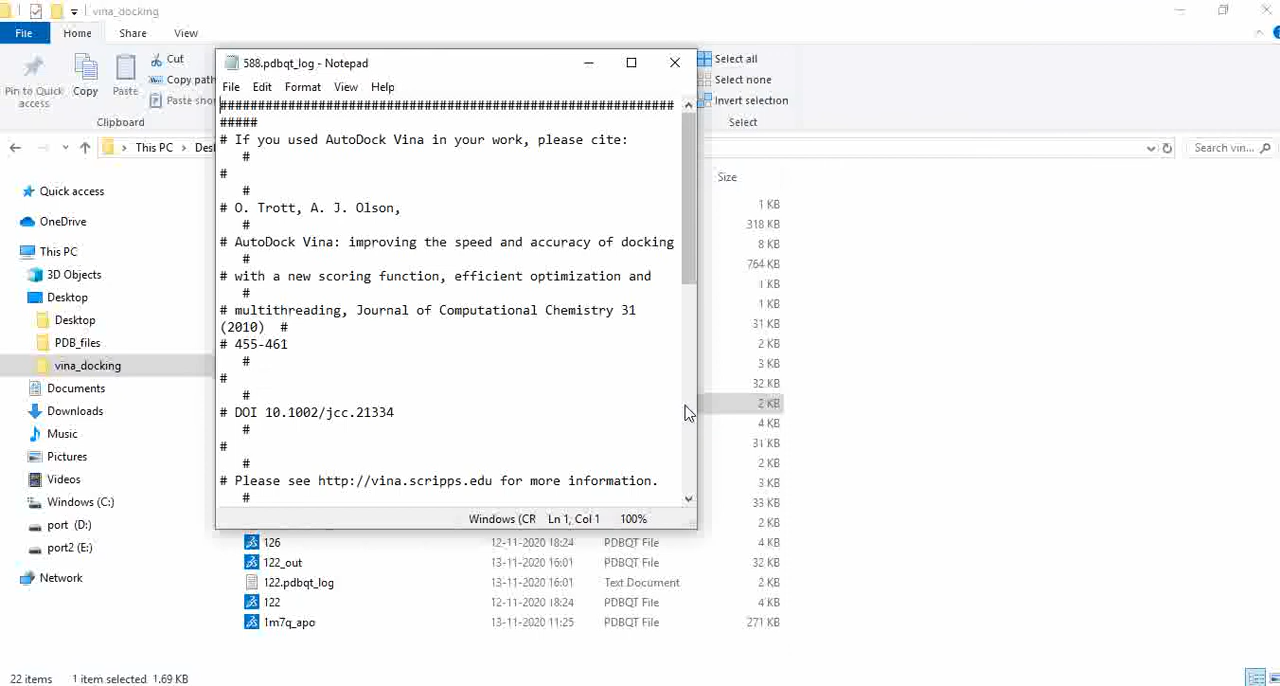 vina_docking
File Home Share View
Pin to Quick access
Copy
Paste
Cut
Copy path
Paste shor
Clipboard
Select all
Select none
Invert selection
Select
This PC
Search vin...
Quick access
OneDrive
This PC
3D Objects
Desktop
Desktop
PDB_files
vina_docking
Documents
Downloads
Music
Pictures
Videos
Windows (C:)
port (D:)
port2 (E:)
Network
588.pdbqt_log - Notepad
File Edit Format View Help
############################################################
#####
# If you used AutoDock Vina in your work, please cite:
#
#
#
# O. Trott, A. J. Olson,
#
# AutoDock Vina: improving the speed and accuracy of docking
#
# with a new scoring function, efficient optimization and
#
# multithreading, Journal of Computational Chemistry 31
(2010) #
# 455-461
#
#
#
# DOI 10.1002/jcc.21334
#
#
#
# Please see http://vina.scripps.edu for more information.
#
Windows (CR Ln 1, Col 1 100%
Size
1 KB
318 KB
8 KB
764 KB
1 KB
1 KB
31 KB
2 KB
3 KB
32 KB
2 KB
4 KB
31 KB
2 KB
3 KB
33 KB
2 KB
126 12-11-2020 18:24 PDBQT File 4 KB
122_out 13-11-2020 16:01 PDBQT File 32 KB
122.pdbqt_log 13-11-2020 16:01 Text Document 2 KB
122 12-11-2020 18:24 PDBQT File 4 KB
1m7q_apo 13-11-2020 11:25 PDBQT File 271 KB
22 items 1 item selected 1.69 KB